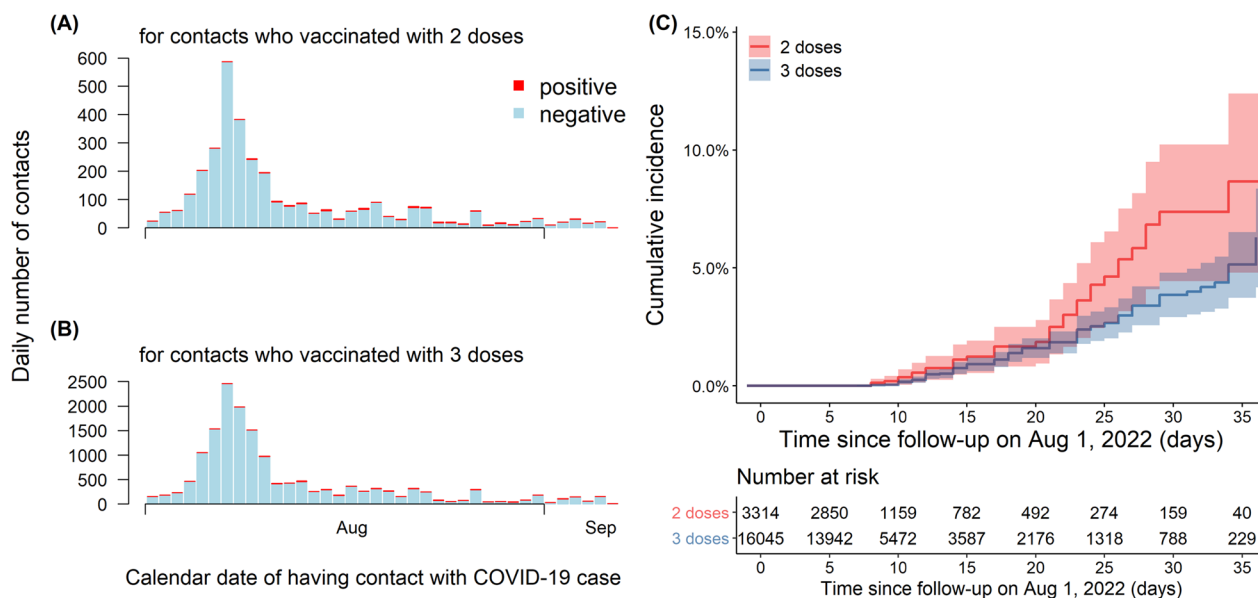 (A)
for contacts who vaccinated with 2 doses
600
500
400
300
200
100
0
positive
negative
Daily number of contacts
(B)
for contacts who vaccinated with 3 doses
2500
2000
1500
1000
500
0
Aug
Sep
Calendar date of having contact with COVID-19 case
(C)
15.0%
10.0%
5.0%
0.0%
Cumulative incidence
2 doses
3 doses
0 5 10 15 20 25 30 35
Time since follow-up on Aug 1, 2022 (days)
Number at risk
2 doses 3314 2850 1159 782 492 274 159 40
3 doses 16045 13942 5472 3587 2176 1318 788 229
0 5 10 15 20 25 30 35
Time since follow-up on Aug 1, 2022 (days)